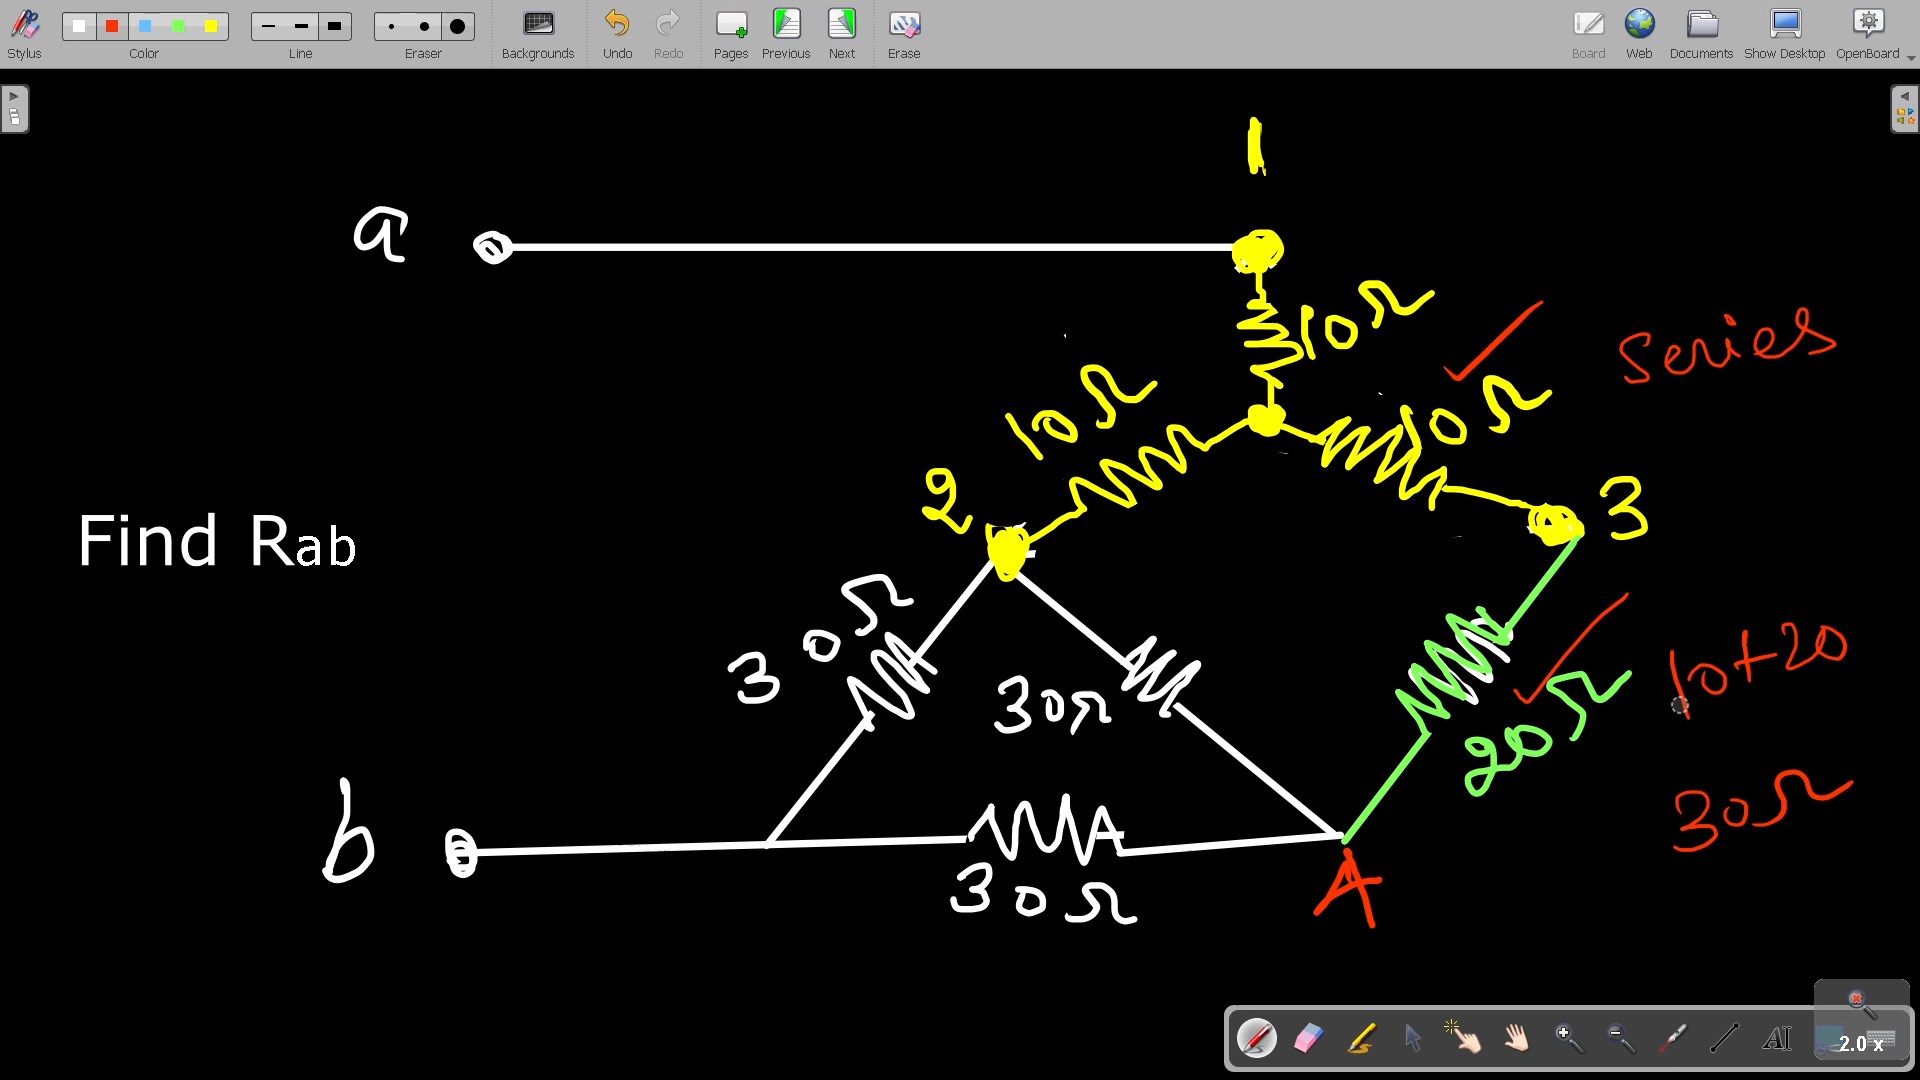 Stylus Color Line Eraser Backgrounds Undo Redo Pages Previous Next Erase Board Web Documents Show Desktop OpenBoard
1
a
10Ω
series
10Ω
10Ω
2
3
Find Rab
30Ω
30Ω
20Ω
10+20
30Ω
b
30Ω
A
2.0 x